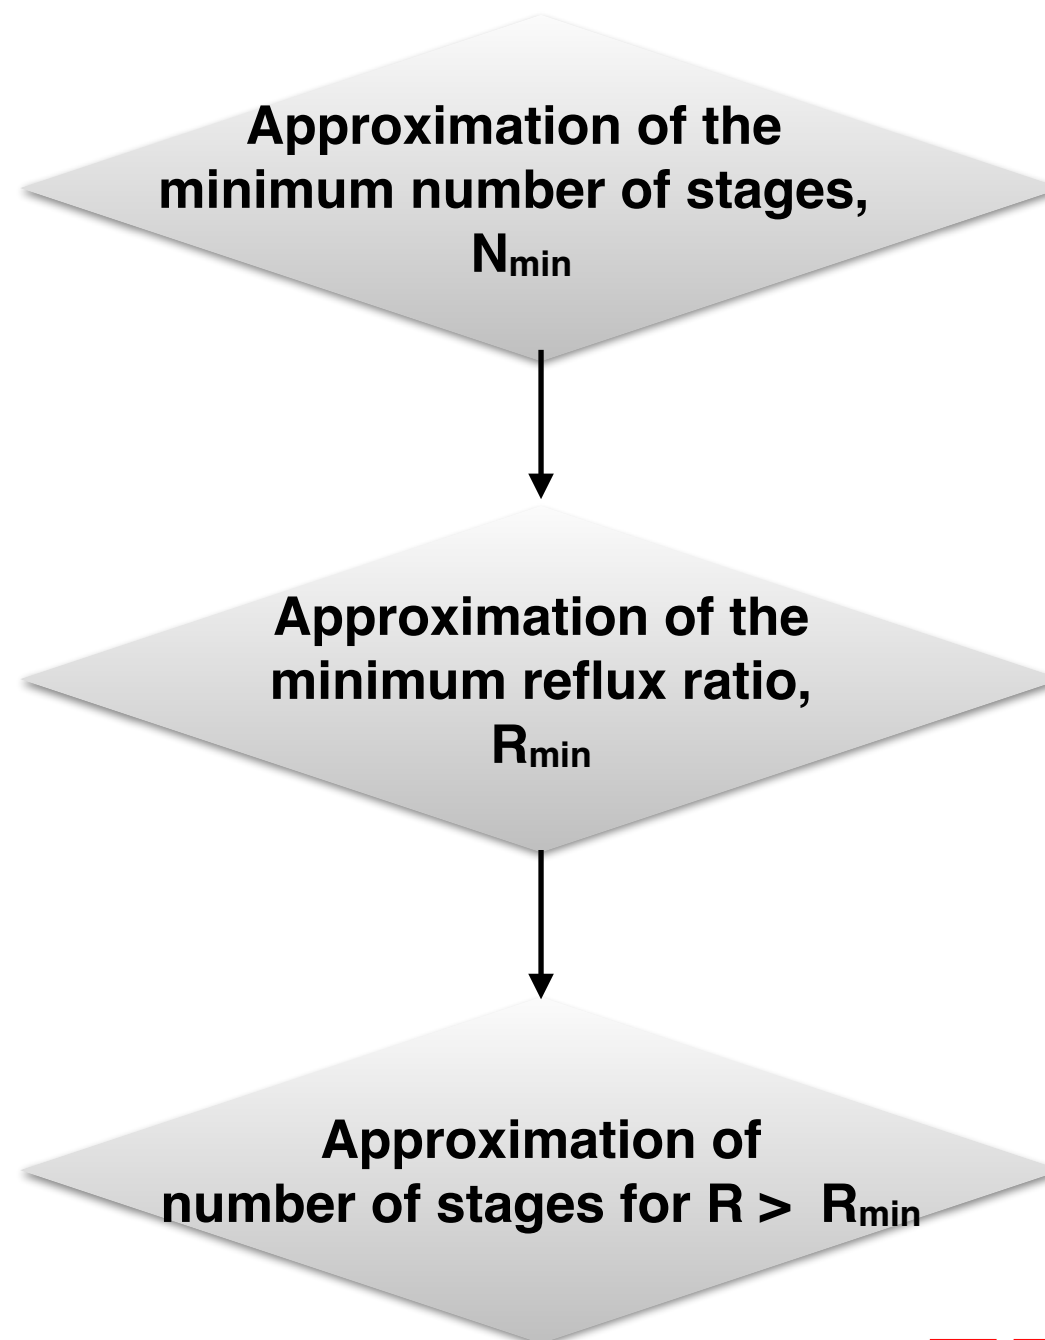 Approximation of the
minimum number of stages,
Nmin
Approximation of the
minimum reflux ratio,
Rmin
Approximation of
number of stages for R > Rmin